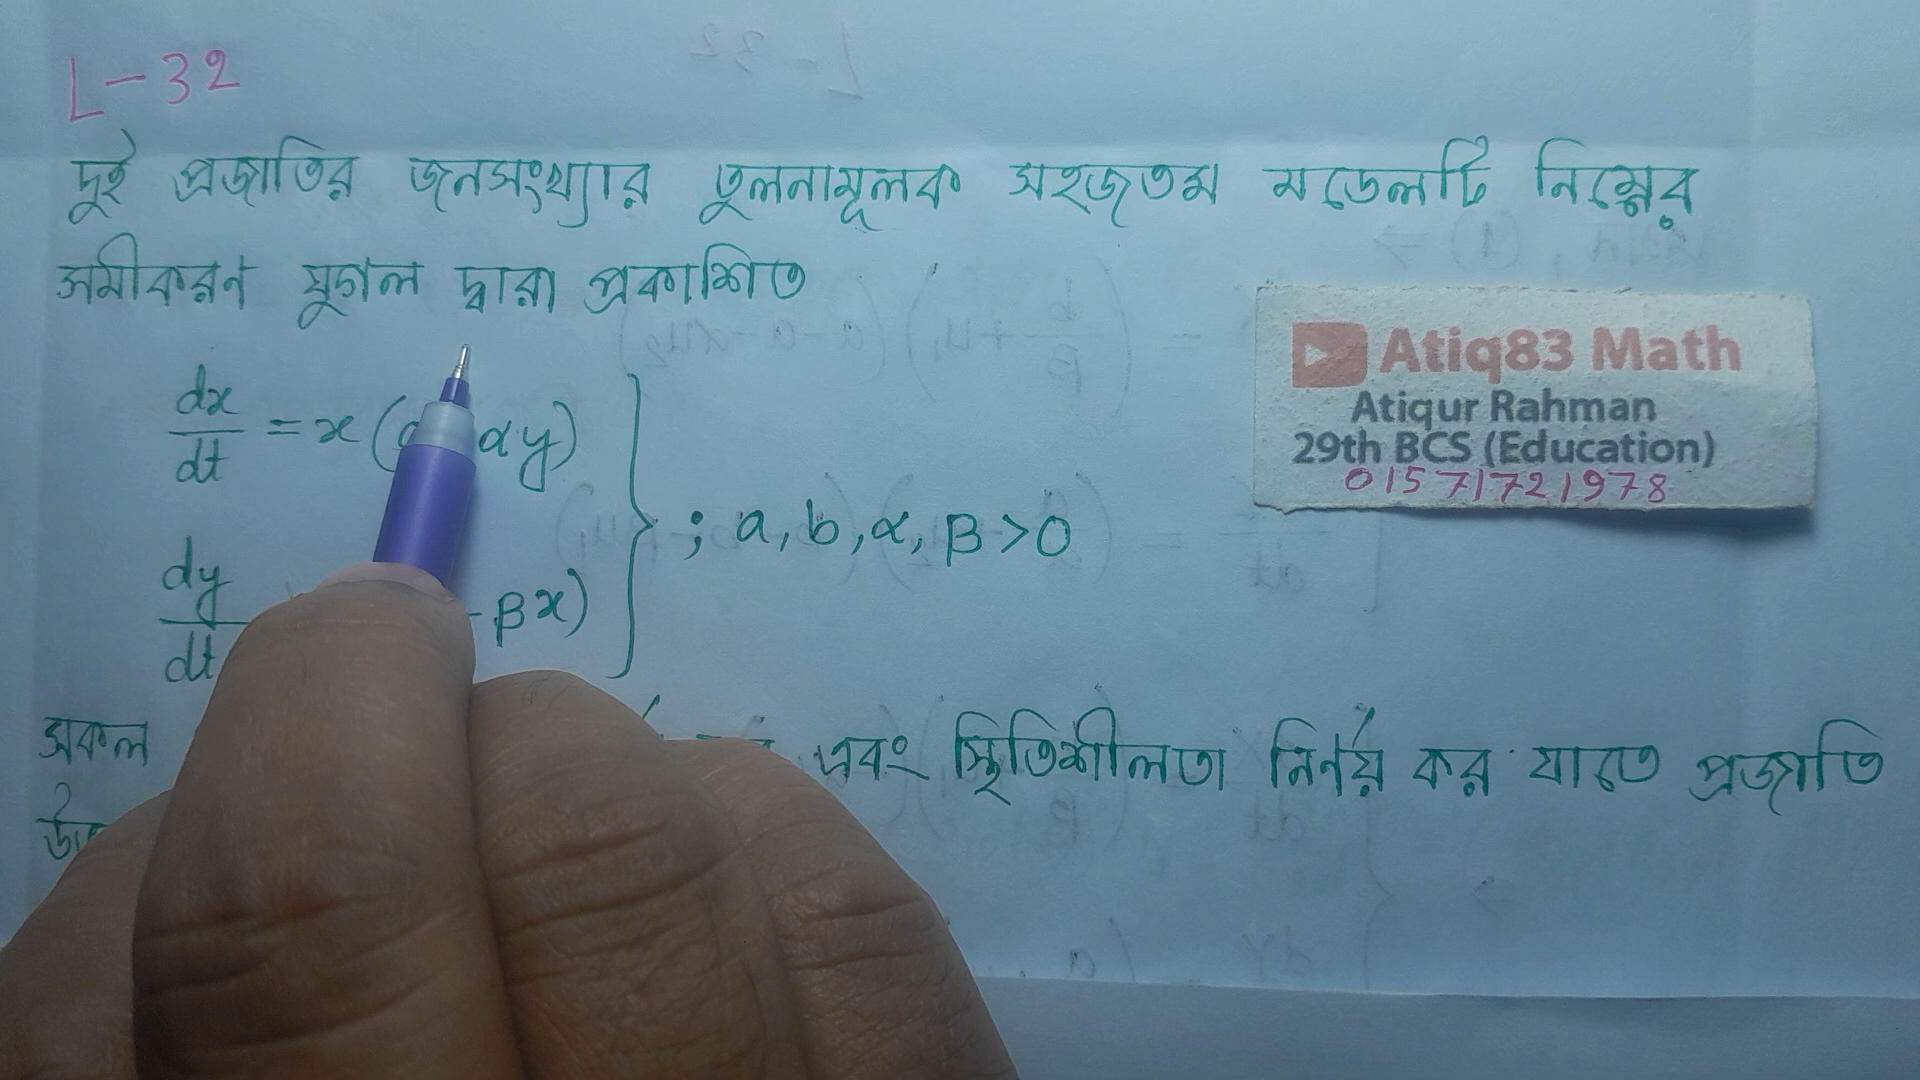 L-32
দুই প্রজাতির জনসংখ্যার তুলনামূলক সহজতম মডেলটি নিম্নের
সমীকরণ যুগল দ্বারা প্রকাশিত
dx/dt = x( αy)
dy/dt - βx)
; a, b, α, β > 0
সকল এবং স্থিতিশীলতা নির্ণয় কর যাতে প্রজাতি
Atiq83 Math
Atiqur Rahman
29th BCS (Education)
01571721978